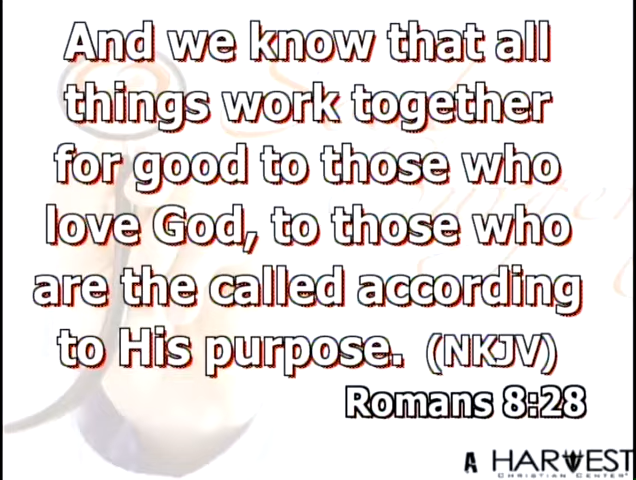 And we know that all
things work together
for good to those who
love God, to those who
are the called according
to His purpose. (NKJV)
Romans 8:28
A HARVEST
CHRISTIAN CENTER